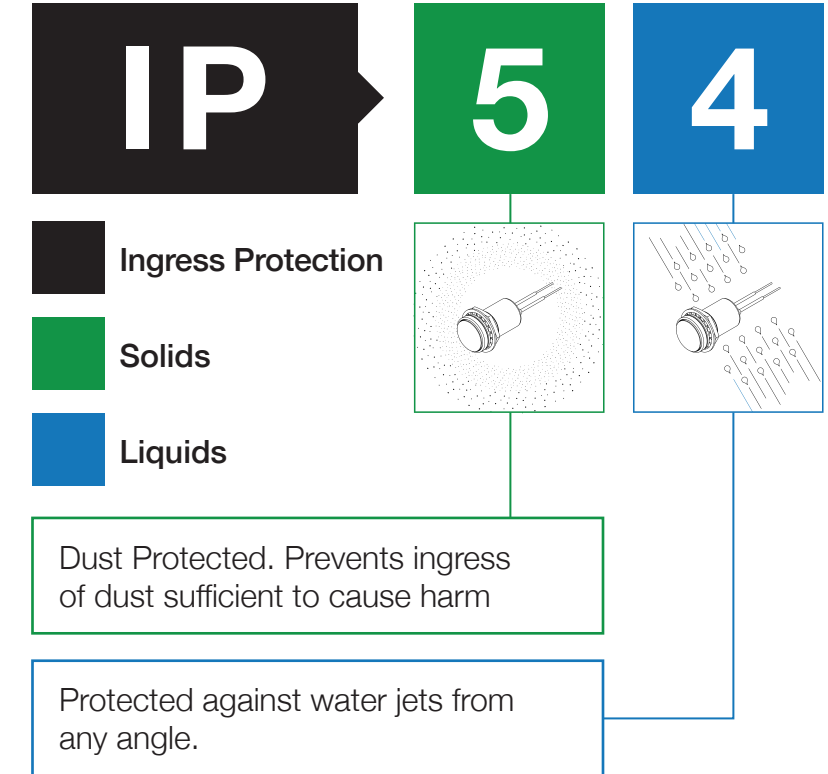 IP 5 4
Ingress Protection
Solids
Liquids
Dust Protected. Prevents ingress
of dust sufficient to cause harm
Protected against water jets from
any angle.